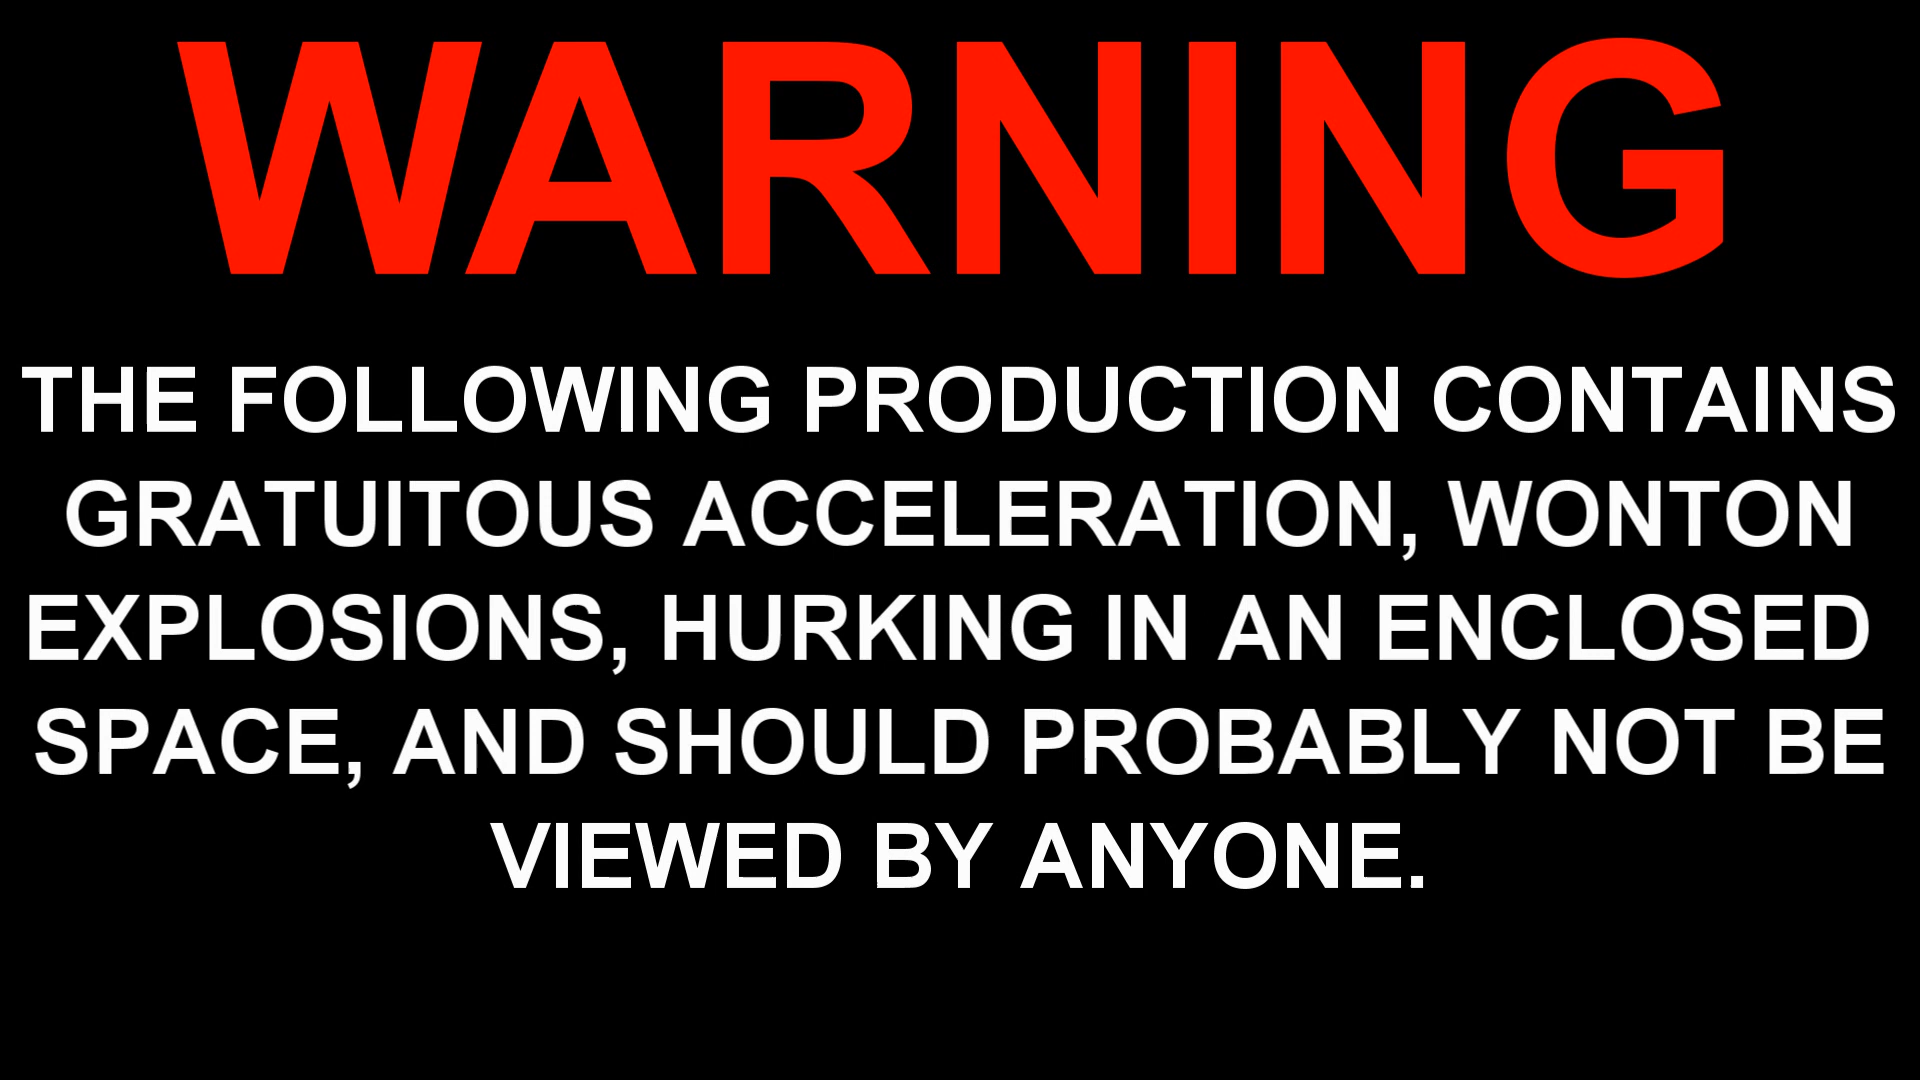 WARNING
THE FOLLOWING PRODUCTION CONTAINS
GRATUITOUS ACCELERATION, WONTON
EXPLOSIONS, HURKING IN AN ENCLOSED
SPACE, AND SHOULD PROBABLY NOT BE
VIEWED BY ANYONE.